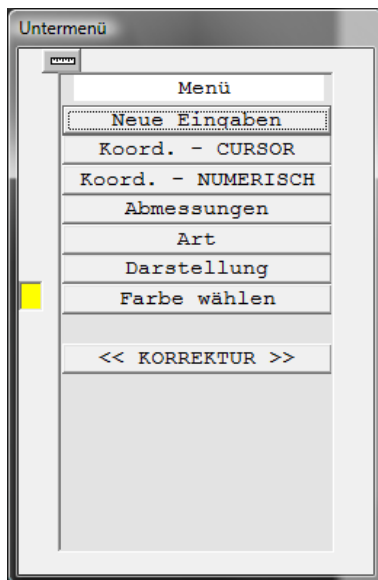 Untermenü
Menü
Neue Eingaben
Koord. - CURSOR
Koord. - NUMERISCH
Abmessungen
Art
Darstellung
Farbe wählen
<< KORREKTUR >>